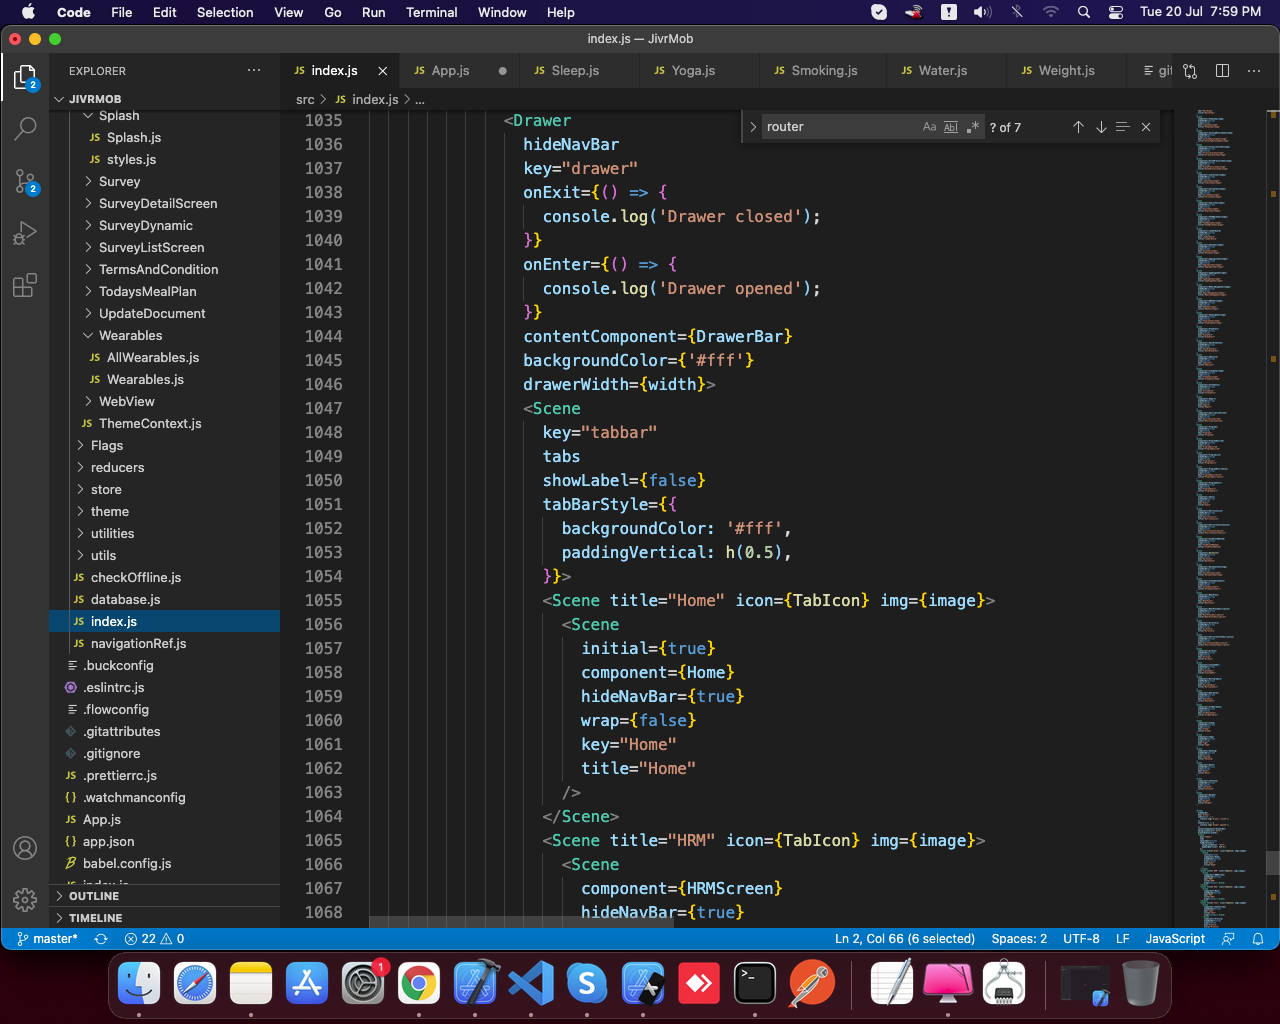 Code File Edit Selection View Go Run Terminal Window Help Tue 20 Jul 7:59 PM
index.js — JivrMob
2
EXPLORER
JS index.js
JS App.js
JS Sleep.js
JS Yoga.js
JS Smoking.js
JS Water.js
JS Weight.js
git
JIVRMOB
src > JS index.js > ...
router
Aa Ab| .* ? of 7
Splash
JS Splash.js
JS styles.js
Survey
SurveyDetailScreen
SurveyDynamic
SurveyListScreen
TermsAndCondition
TodaysMealPlan
UpdateDocument
Wearables
JS AllWearables.js
JS Wearables.js
WebView
JS ThemeContext.js
Flags
reducers
store
theme
utilities
utils
JS checkOffline.js
JS database.js
JS index.js
JS navigationRef.js
.buckconfig
.eslintrc.js
.flowconfig
.gitattributes
.gitignore
JS .prettierrc.js
{} .watchmanconfig
JS App.js
{} app.json
babel.config.js
JS index.js
OUTLINE
TIMELINE
2
1035 <Drawer
1036 hideNavBar
1037 key="drawer"
1038 onExit={() => {
1039 console.log('Drawer closed');
1040 }}
1041 onEnter={() => {
1042 console.log('Drawer opened');
1043 }}
1044 contentComponent={DrawerBar}
1045 backgroundColor={'#fff'}
1046 drawerWidth={width}>
1047 <Scene
1048 key="tabbar"
1049 tabs
1050 showLabel={false}
1051 tabBarStyle={{
1052 backgroundColor: '#fff',
1053 paddingVertical: h(0.5),
1054 }}>
1055 <Scene title="Home" icon={TabIcon} img={image}>
1056 <Scene
1057 initial={true}
1058 component={Home}
1059 hideNavBar={true}
1060 wrap={false}
1061 key="Home"
1062 title="Home"
1063 />
1064 </Scene>
1065 <Scene title="HRM" icon={TabIcon} img={image}>
1066 <Scene
1067 component={HRMScreen}
1068 hideNavBar={true}
master* 22 0 Ln 2, Col 66 (6 selected) Spaces: 2 UTF-8 LF JavaScript
1